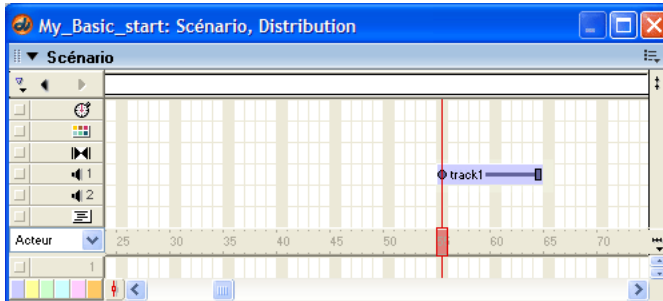 My_Basic_start: Scénario, Distribution
Scénario
1
track1
2
Acteur
25 30 35 40 45 50 60 65 70
1